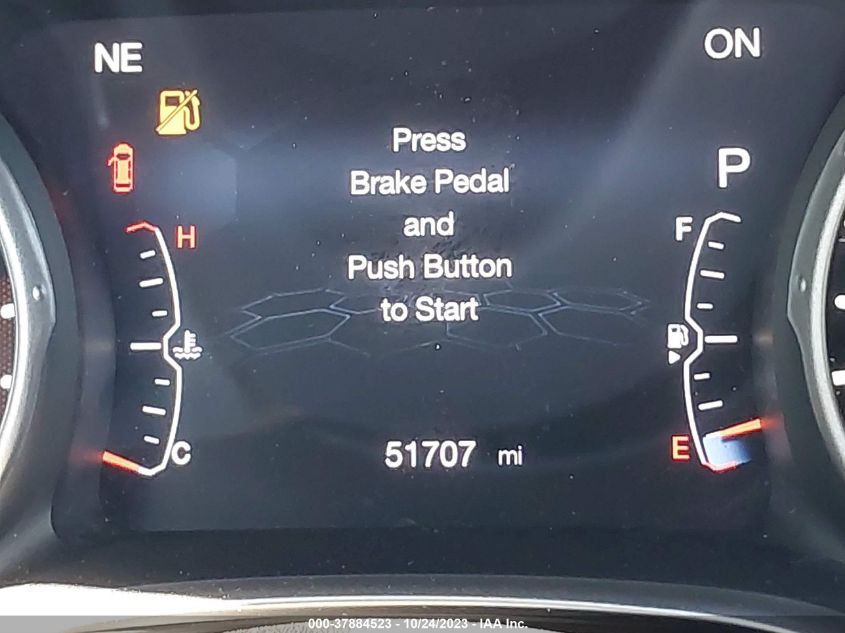 NE
ON
Press
Brake Pedal
and
Push Button
to Start
P
H
F
C
E
51707 mi
000-37884523 - 10/24/2023 - IAA Inc.